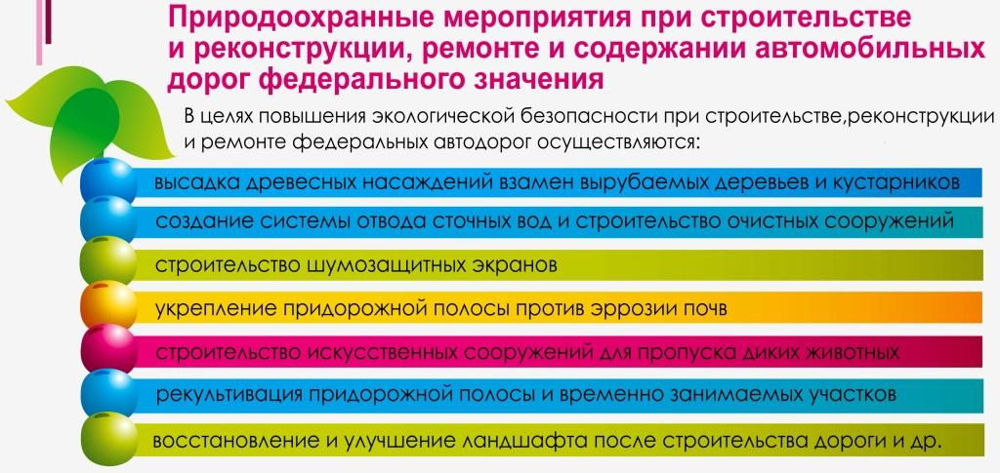 Природоохранные мероприятия при строительстве
и реконструкции, ремонте и содержании автомобильных
дорог федерального значения
В целях повышения экологической безопасности при строительстве,реконструкции
и ремонте федеральных автодорог осуществляются:
высадка древесных насаждений взамен вырубаемых деревьев и кустарников
создание системы отвода сточных вод и строительство очистных сооружений
строительство шумозащитных экранов
укрепление придорожной полосы против эррозии почв
строительство искусственных сооружений для пропуска диких животных
рекультивация придорожной полосы и временно занимаемых участков
восстановление и улучшение ландшафта после строительства дороги и др.